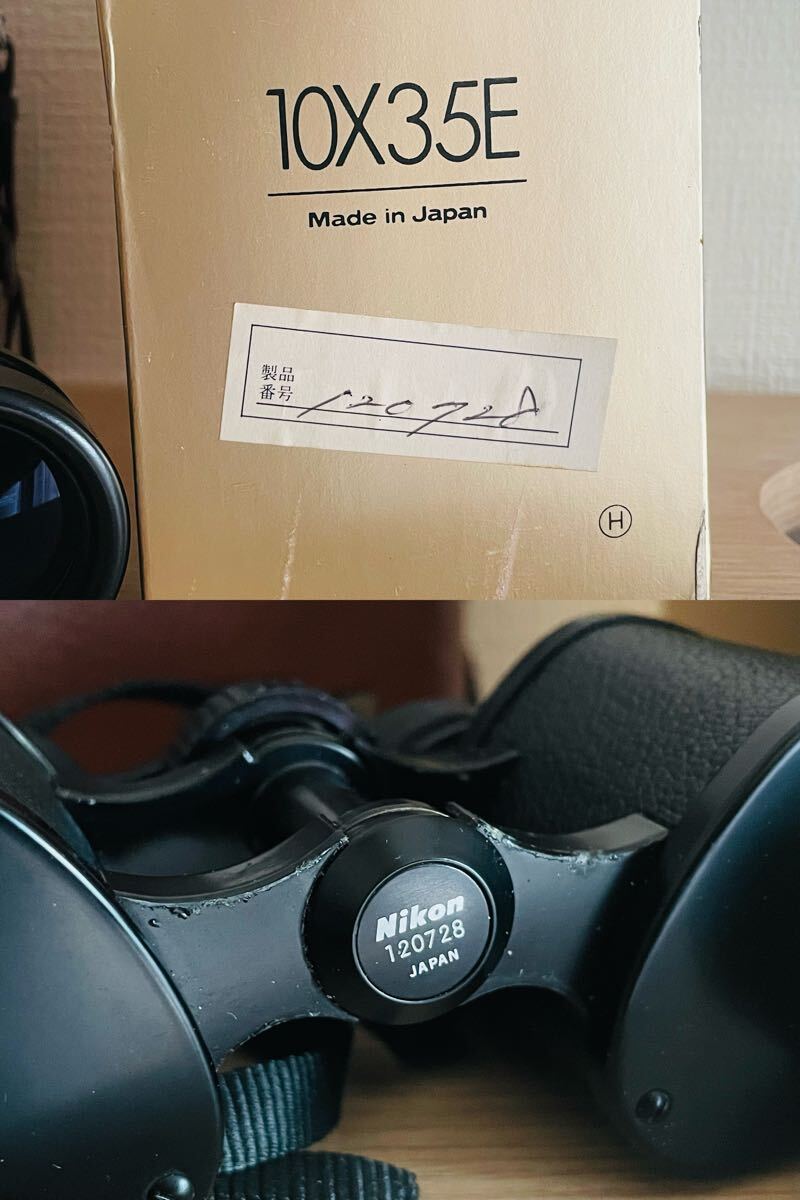 10X35E
Made in Japan
製品
番号 120728
H
Nikon
120728
JAPAN